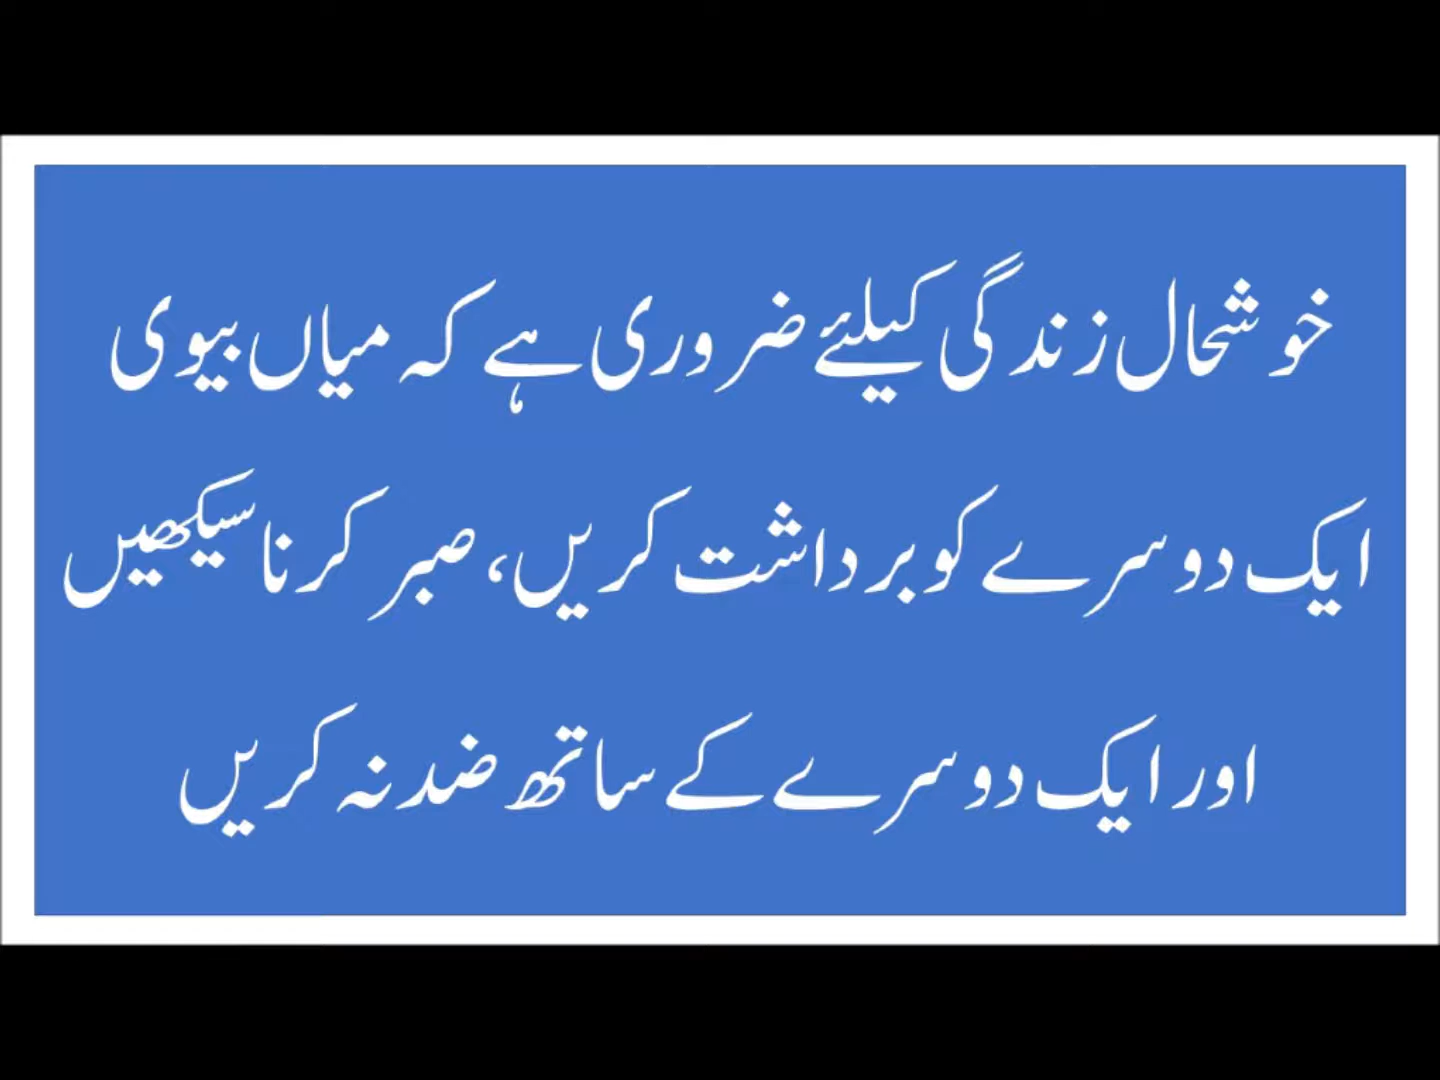 خوشحال زندگی کیلئے ضروری ہے کہ میاں بیوی
ایک دوسرے کو برداشت کریں، صبر کرنا سیکھیں
اور ایک دوسرے کے ساتھ ضد نہ کریں